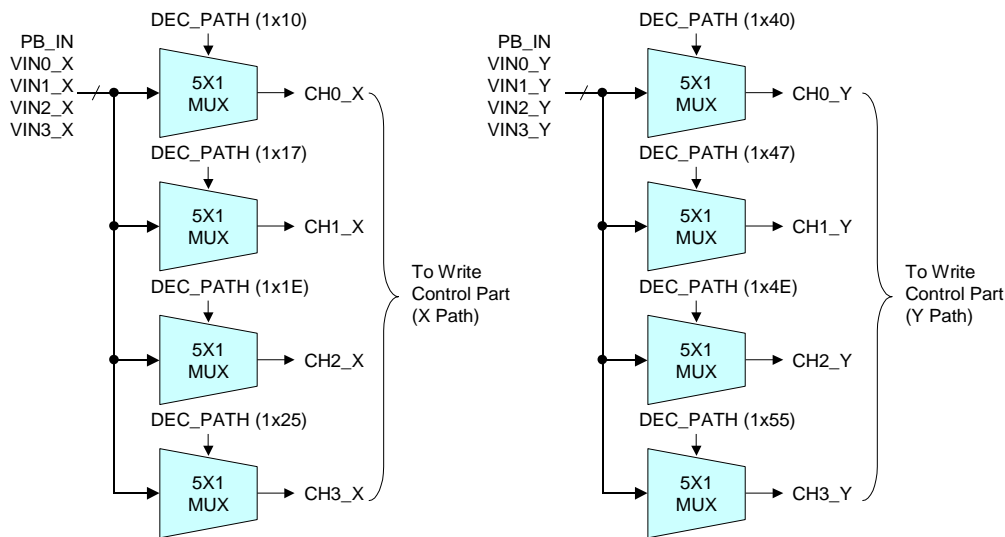 DEC_PATH (1x10)
PB_IN
VIN0_X
VIN1_X
VIN2_X
VIN3_X
5X1
MUX
CH0_X
DEC_PATH (1x17)
5X1
MUX
CH1_X
DEC_PATH (1x1E)
5X1
MUX
CH2_X
DEC_PATH (1x25)
5X1
MUX
CH3_X
To Write
Control Part
(X Path)
DEC_PATH (1x40)
PB_IN
VIN0_Y
VIN1_Y
VIN2_Y
VIN3_Y
5X1
MUX
CH0_Y
DEC_PATH (1x47)
5X1
MUX
CH1_Y
DEC_PATH (1x4E)
5X1
MUX
CH2_Y
DEC_PATH (1x55)
5X1
MUX
CH3_Y
To Write
Control Part
(Y Path)